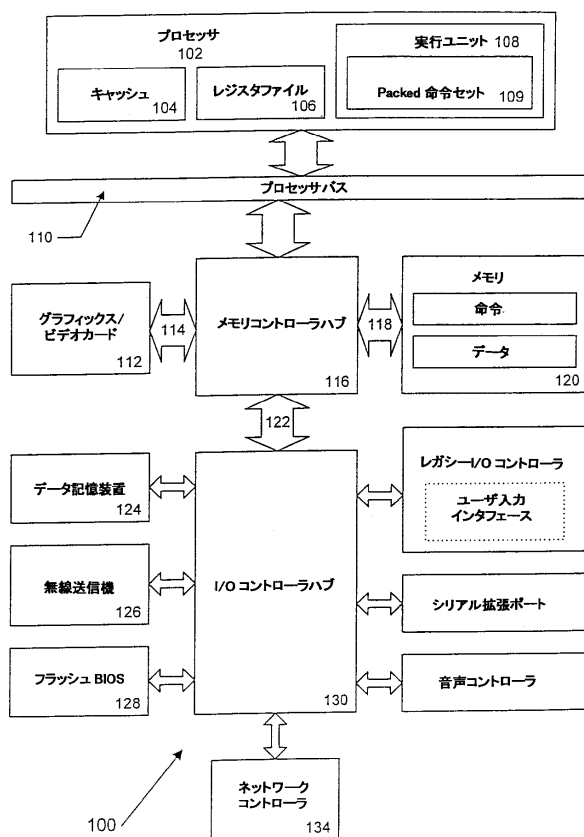 プロセッサ
102
キャッシュ
104
レジスタファイル
106
実行ユニット 108
Packed 命令セット
109
プロセッサバス
110
グラフィックス/
ビデオカード
112
114
メモリコントローラハブ
116
118
メモリ
命令
データ
120
122
データ記憶装置
124
無線送信機
126
フラッシュ BIOS
128
I/O コントローラハブ
130
レガシーI/O コントローラ
ユーザ入力
インタフェース
シリアル拡張ポート
音声コントローラ
100
ネットワーク
コントローラ
134